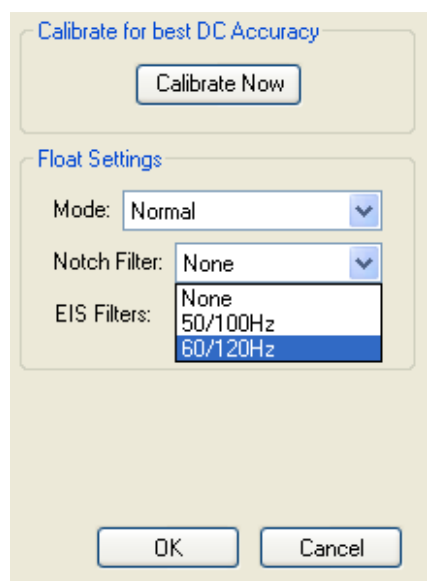 Calibrate for best DC Accuracy
Calibrate Now
Float Settings
Mode: Normal
Notch Filter: None
None
50/100Hz
EIS Filters:
60/120Hz
OK Cancel